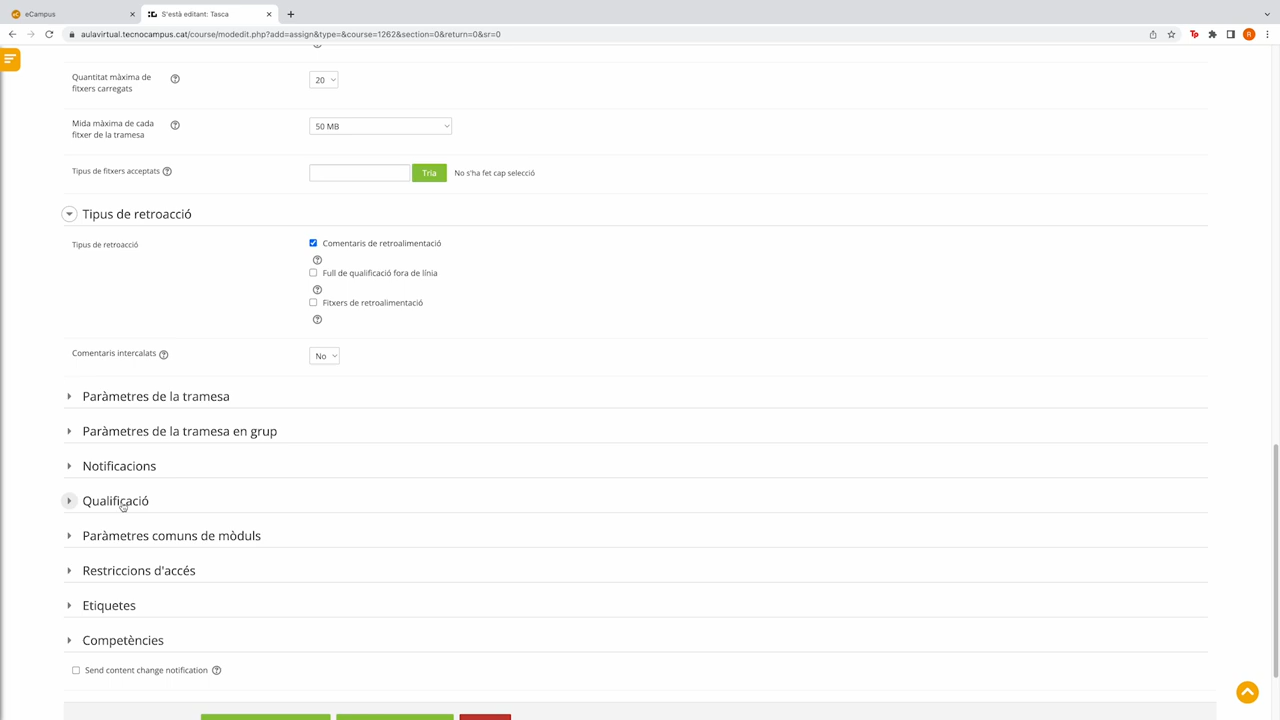 eCampus
S'està editant: Tasca
aulavirtual.tecnocampus.cat/course/modedit.php?add=assign&type=&course=1262&section=0&return=0&sr=0
Tp
R
Quantitat màxima de
fitxers carregats
20
Mida màxima de cada
fitxer de la tramesa
50 MB
Tipus de fitxers acceptats
Tria
No s'ha fet cap selecció
Tipus de retroacció
Tipus de retroacció
Comentaris de retroalimentació
Full de qualificació fora de línia
Fitxers de retroalimentació
Comentaris intercalats
No
Paràmetres de la tramesa
Paràmetres de la tramesa en grup
Notificacions
Qualificació
Paràmetres comuns de mòduls
Restriccions d'accés
Etiquetes
Competències
Send content change notification